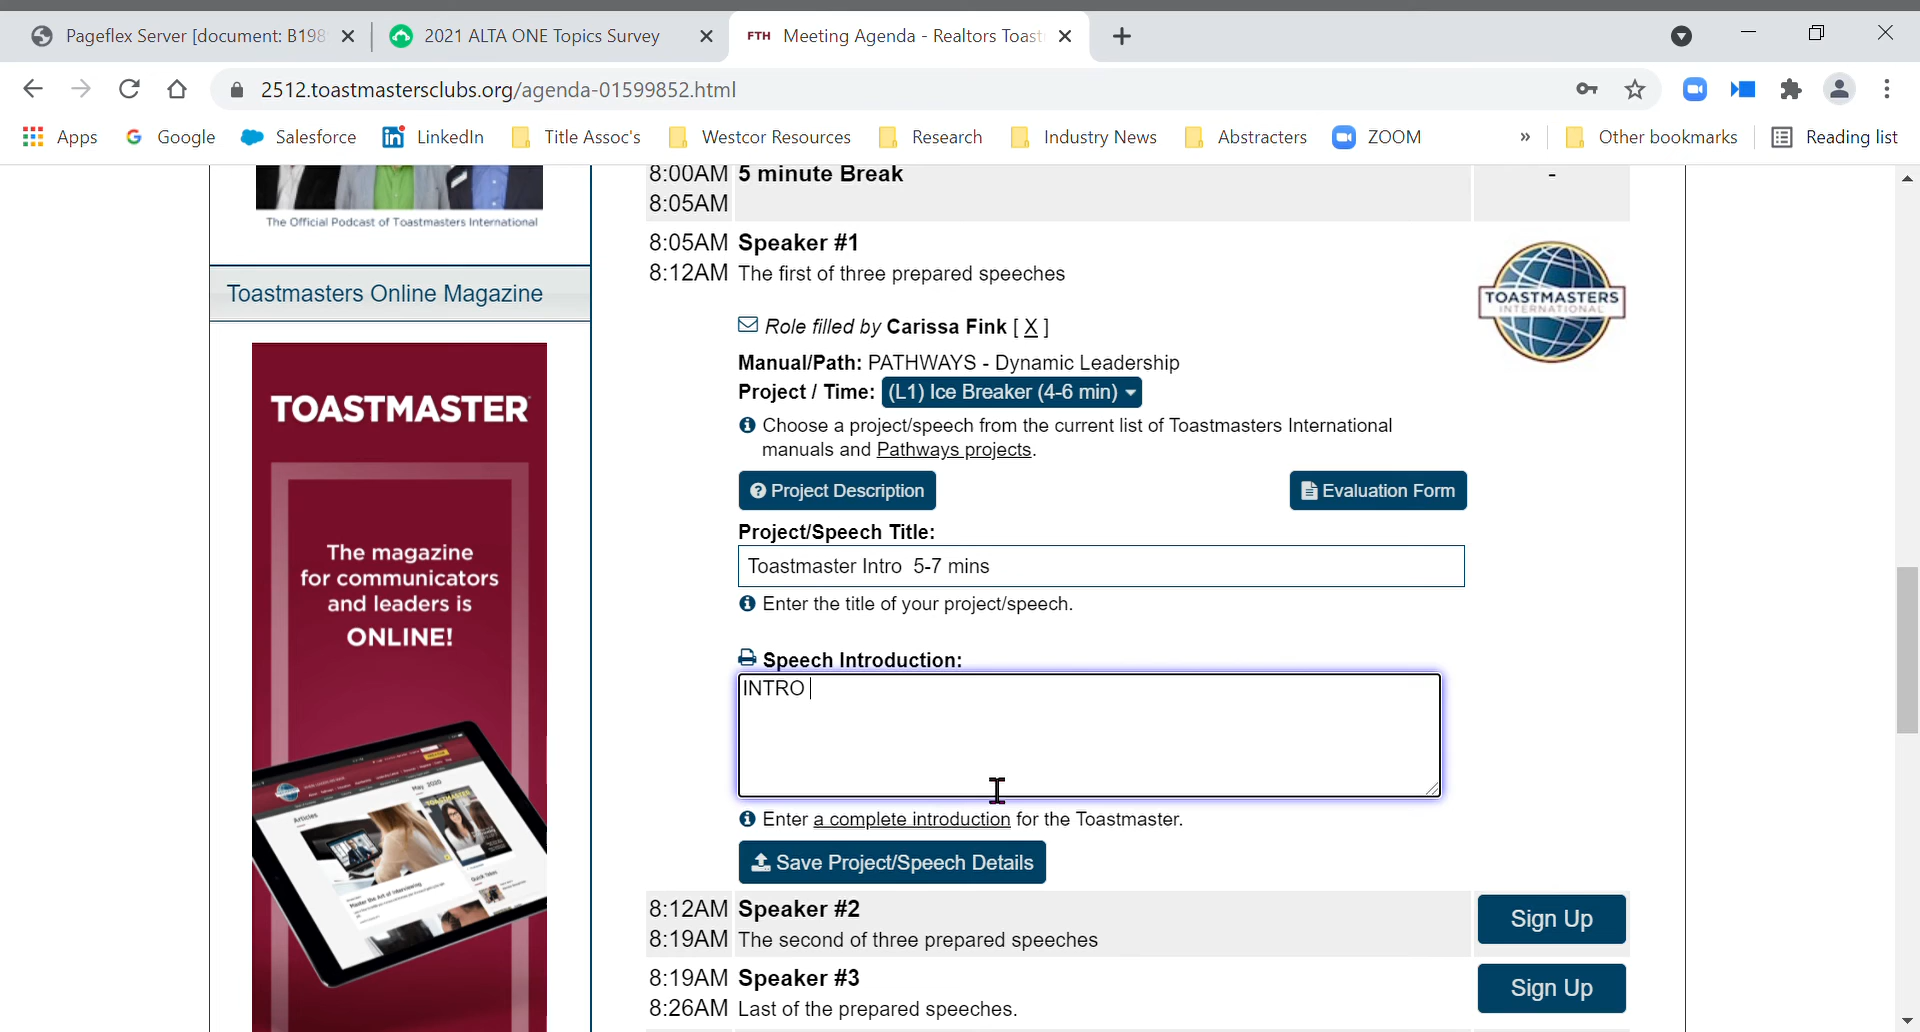 Pageflex Server [document: B198
2021 ALTA ONE Topics Survey
FTH Meeting Agenda - Realtors Toast
2512.toastmastersclubs.org/agenda-01599852.html
Apps
Google
Salesforce
LinkedIn
Title Assoc's
Westcor Resources
Research
Industry News
Abstracters
ZOOM
»
Other bookmarks
Reading list
The Official Podcast of Toastmasters International
Toastmasters Online Magazine
TOASTMASTER
The magazine
for communicators
and leaders is
ONLINE!
May 2020
Articles
8:00AM 5 minute Break -
8:05AM
8:05AM Speaker #1
8:12AM The first of three prepared speeches
TOASTMASTERS
INTERNATIONAL
Role filled by Carissa Fink [ X ]
Manual/Path: PATHWAYS - Dynamic Leadership
Project / Time: (L1) Ice Breaker (4-6 min)
Choose a project/speech from the current list of Toastmasters International
manuals and Pathways projects.
Project Description
Evaluation Form
Project/Speech Title:
Toastmaster Intro 5-7 mins
Enter the title of your project/speech.
Speech Introduction:
INTRO
Enter a complete introduction for the Toastmaster.
Save Project/Speech Details
8:12AM Speaker #2
8:19AM The second of three prepared speeches
Sign Up
8:19AM Speaker #3
8:26AM Last of the prepared speeches.
Sign Up